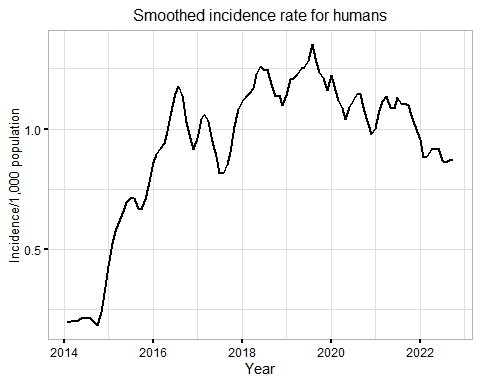 Smoothed incidence rate for humans
Incidence/1,000 population
1.0
0.5
2014 2016 2018 2020 2022
Year